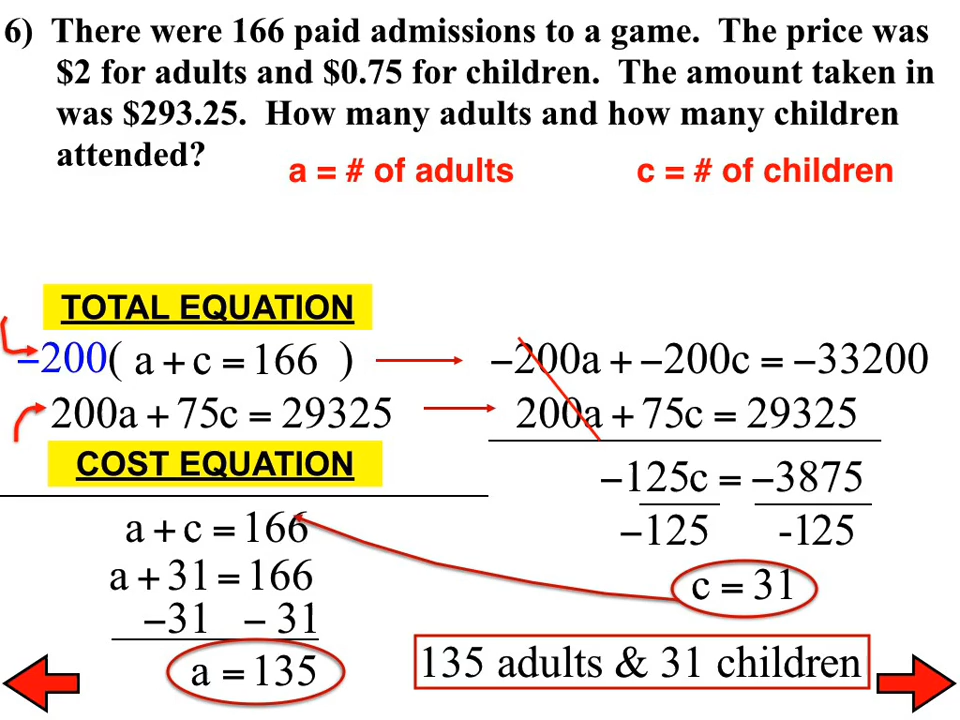 6) There were 166 paid admissions to a game. The price was
$2 for adults and $0.75 for children. The amount taken in
was $293.25. How many adults and how many children
attended?
a = # of adults c = # of children
TOTAL EQUATION
−200( a + c = 166 )
200a + 75c = 29325
COST EQUATION
−200a + −200c = −33200
200a + 75c = 29325
−125c = −3875
−125 -125
c = 31
a + c = 166
a + 31 = 166
−31 − 31
a = 135
135 adults & 31 children